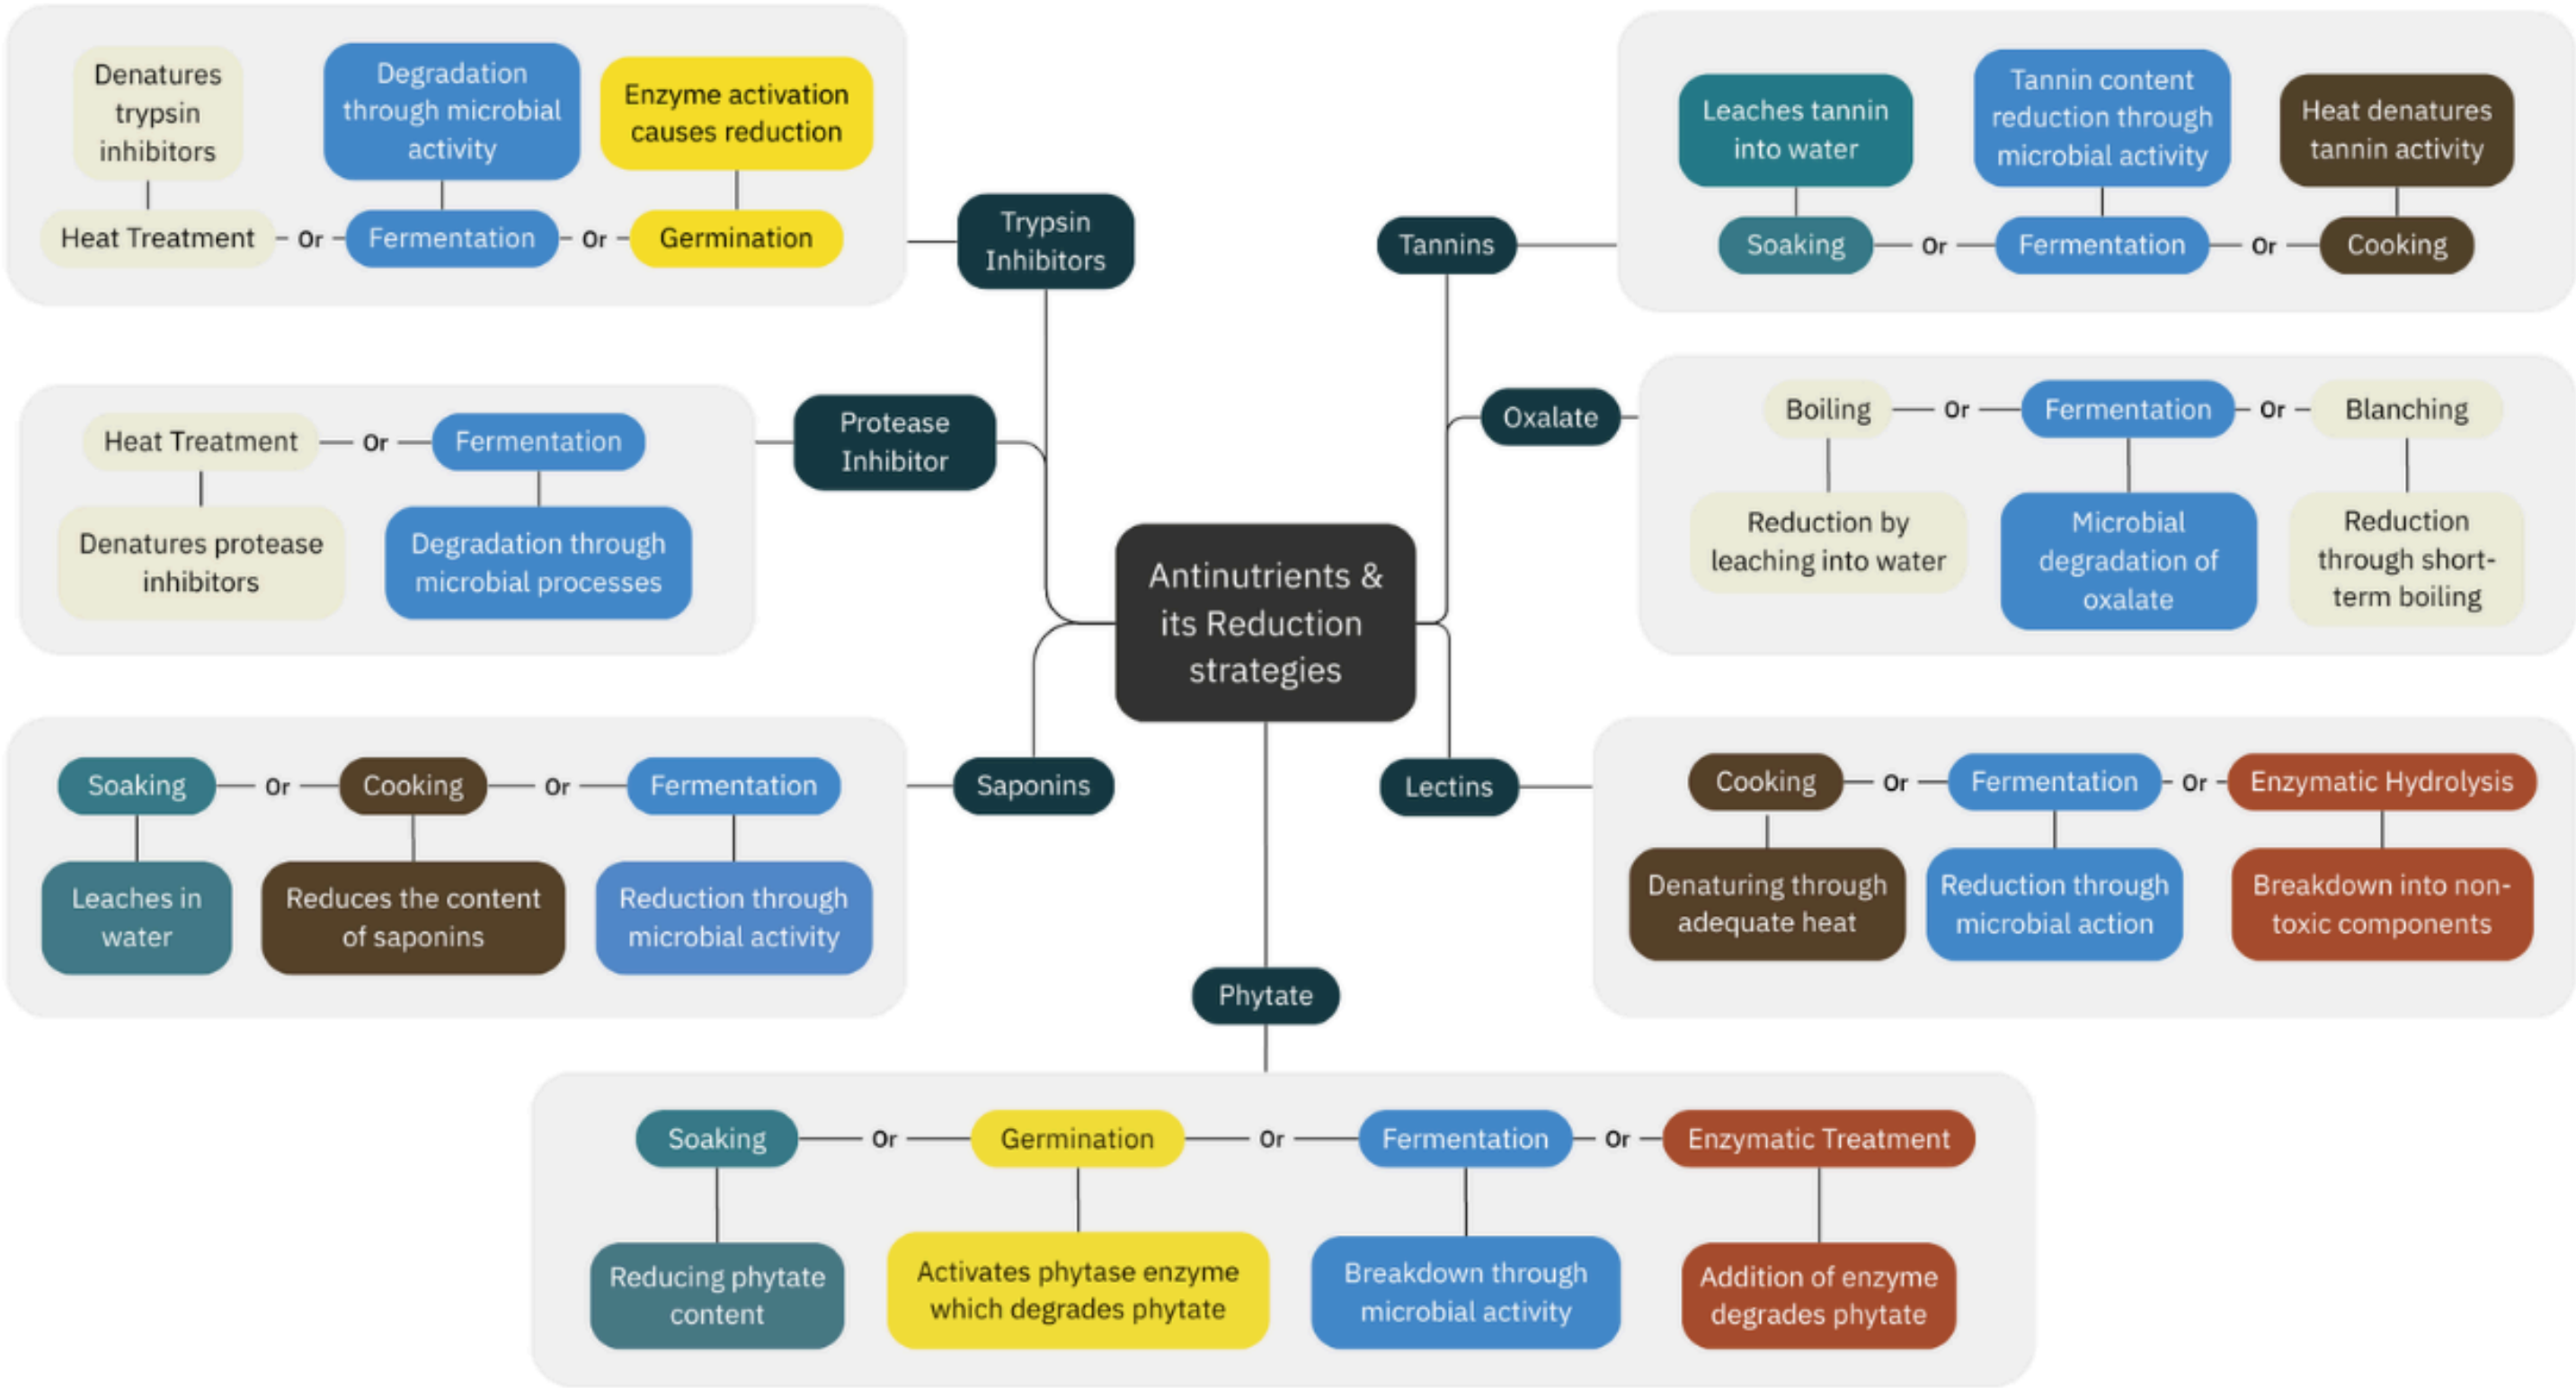 Denatures
trypsin
inhibitors
Degradation
through microbial
activity
Enzyme activation
causes reduction
Heat Treatment
Or
Fermentation
Or
Germination
Trypsin
Inhibitors
Leaches tannin
into water
Tannin content
reduction through
microbial activity
Heat denatures
tannin activity
Tannins
Soaking
Or
Fermentation
Or
Cooking
Heat Treatment
Or
Fermentation
Denatures protease
inhibitors
Degradation through
microbial processes
Protease
Inhibitor
Oxalate
Boiling
Or
Fermentation
Or
Blanching
Reduction by
leaching into water
Microbial
degradation of
oxalate
Reduction
through short-
term boiling
Antinutrients &
its Reduction
strategies
Soaking
Or
Cooking
Or
Fermentation
Leaches in
water
Reduces the content
of saponins
Reduction through
microbial activity
Saponins
Lectins
Cooking
Or
Fermentation
Or
Enzymatic Hydrolysis
Denaturing through
adequate heat
Reduction through
microbial action
Breakdown into non-
toxic components
Phytate
Soaking
Or
Germination
Or
Fermentation
Or
Enzymatic Treatment
Reducing phytate
content
Activates phytase enzyme
which degrades phytate
Breakdown through
microbial activity
Addition of enzyme
degrades phytate